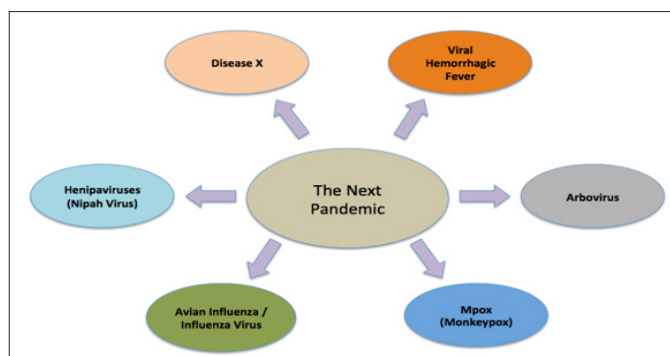 Disease X
Viral
Hemorrhagic
Fever
Henipaviruses
(Nipah Virus)
The Next
Pandemic
Arbovirus
Avian Influenza /
Influenza Virus
Mpox
(Monkeypox)